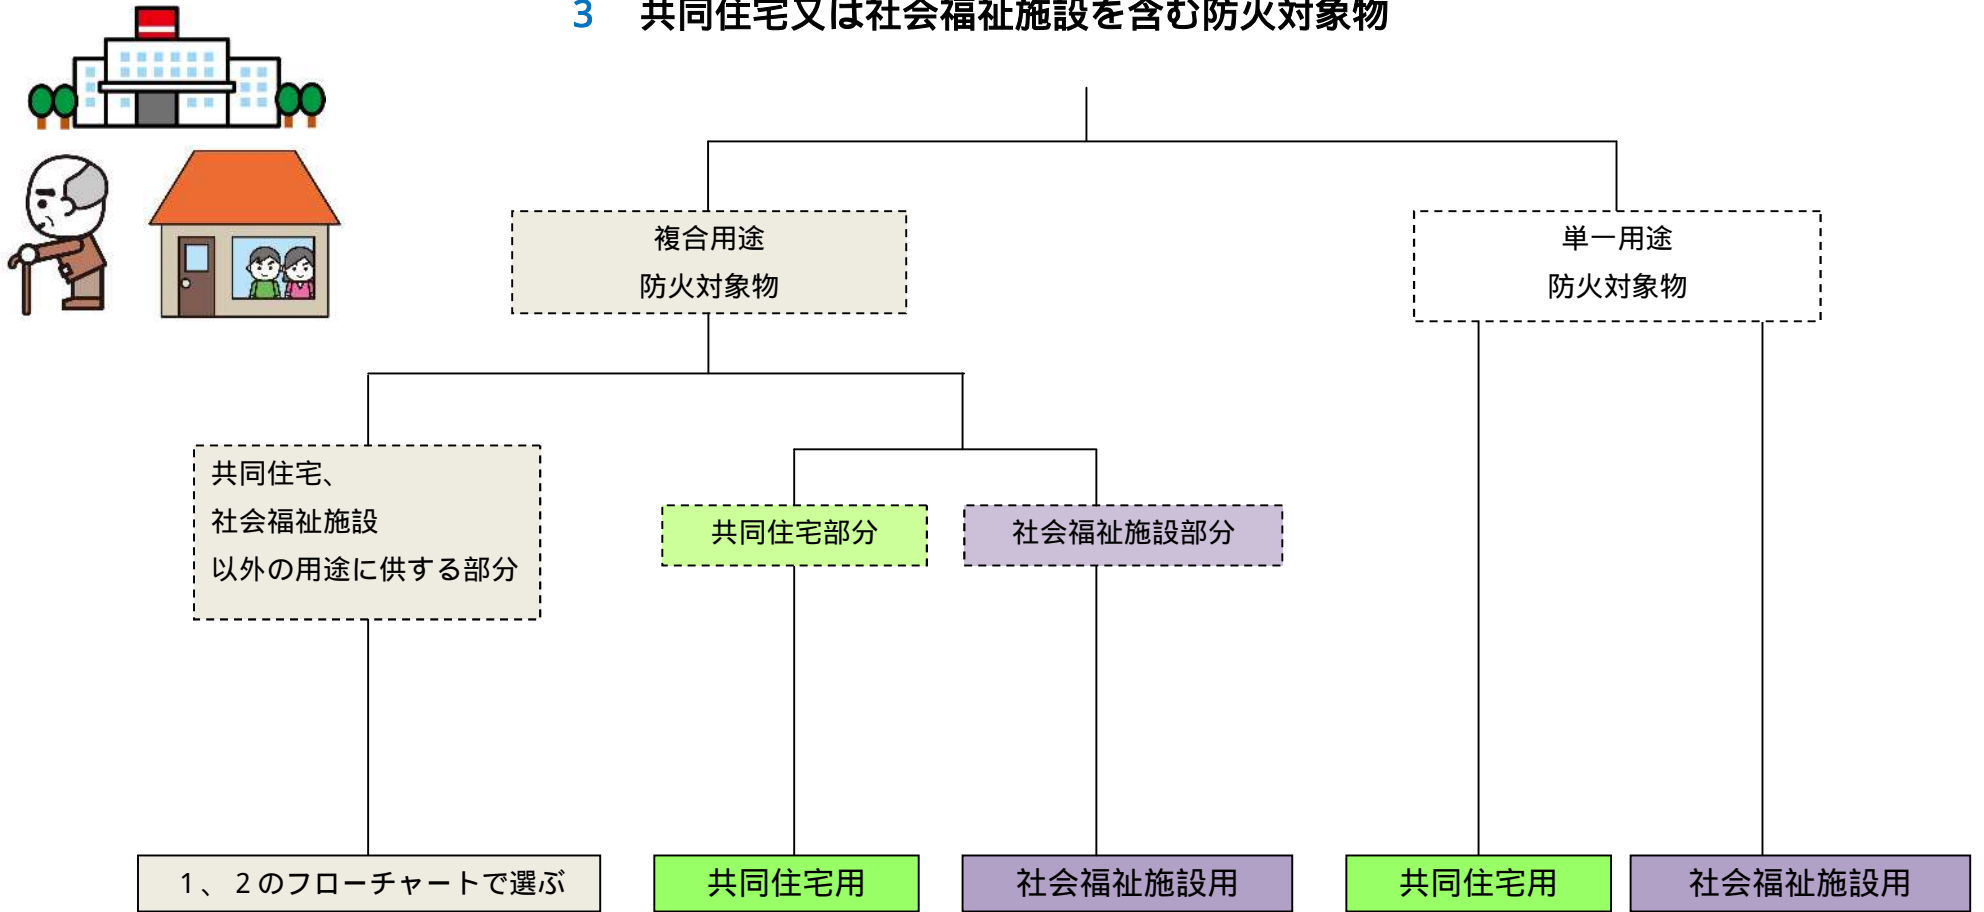 3 共同住宅又は社会福祉施設を含む防火対象物
複合用途
防火対象物
単一用途
防火対象物
共同住宅、
社会福祉施設
以外の用途に供する部分
共同住宅部分
社会福祉施設部分
1、2のフローチャートで選ぶ
共同住宅用
社会福祉施設用
共同住宅用
社会福祉施設用